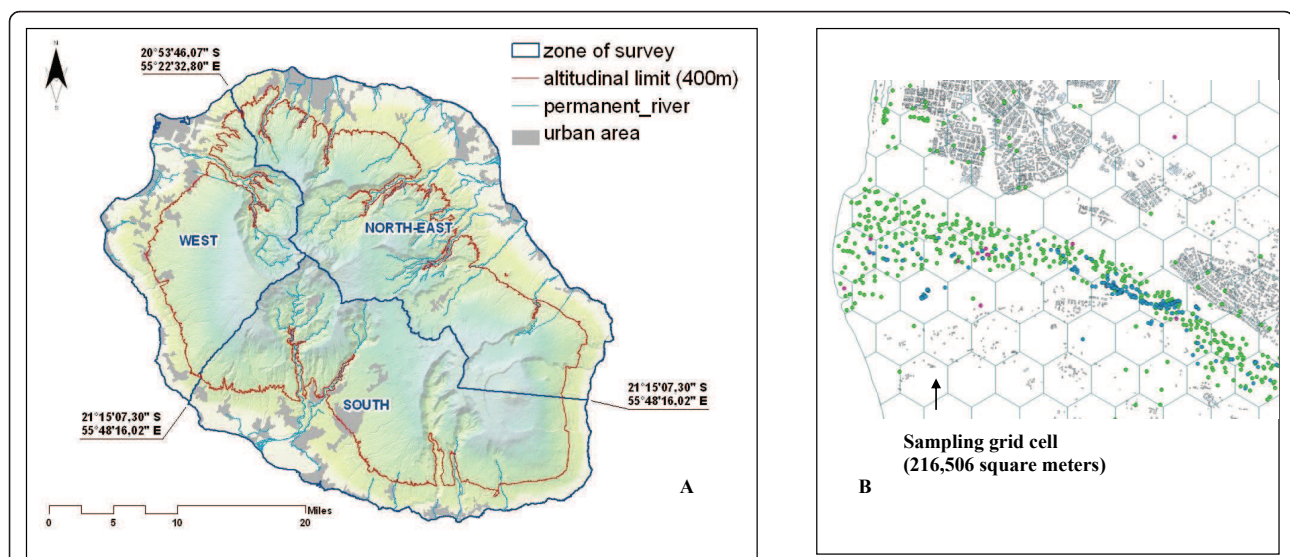 N
S
20°53'46,07" S
55°22'32,80" E
zone of survey
altitudinal limit (400m)
permanent_river
urban area
WEST
NORTH-EAST
SOUTH
21°15'07,30" S
55°48'16,02" E
21°15'07,30" S
55°48'16,02" E
Miles
0 5 10 20
A
Sampling grid cell
(216,506 square meters)
B